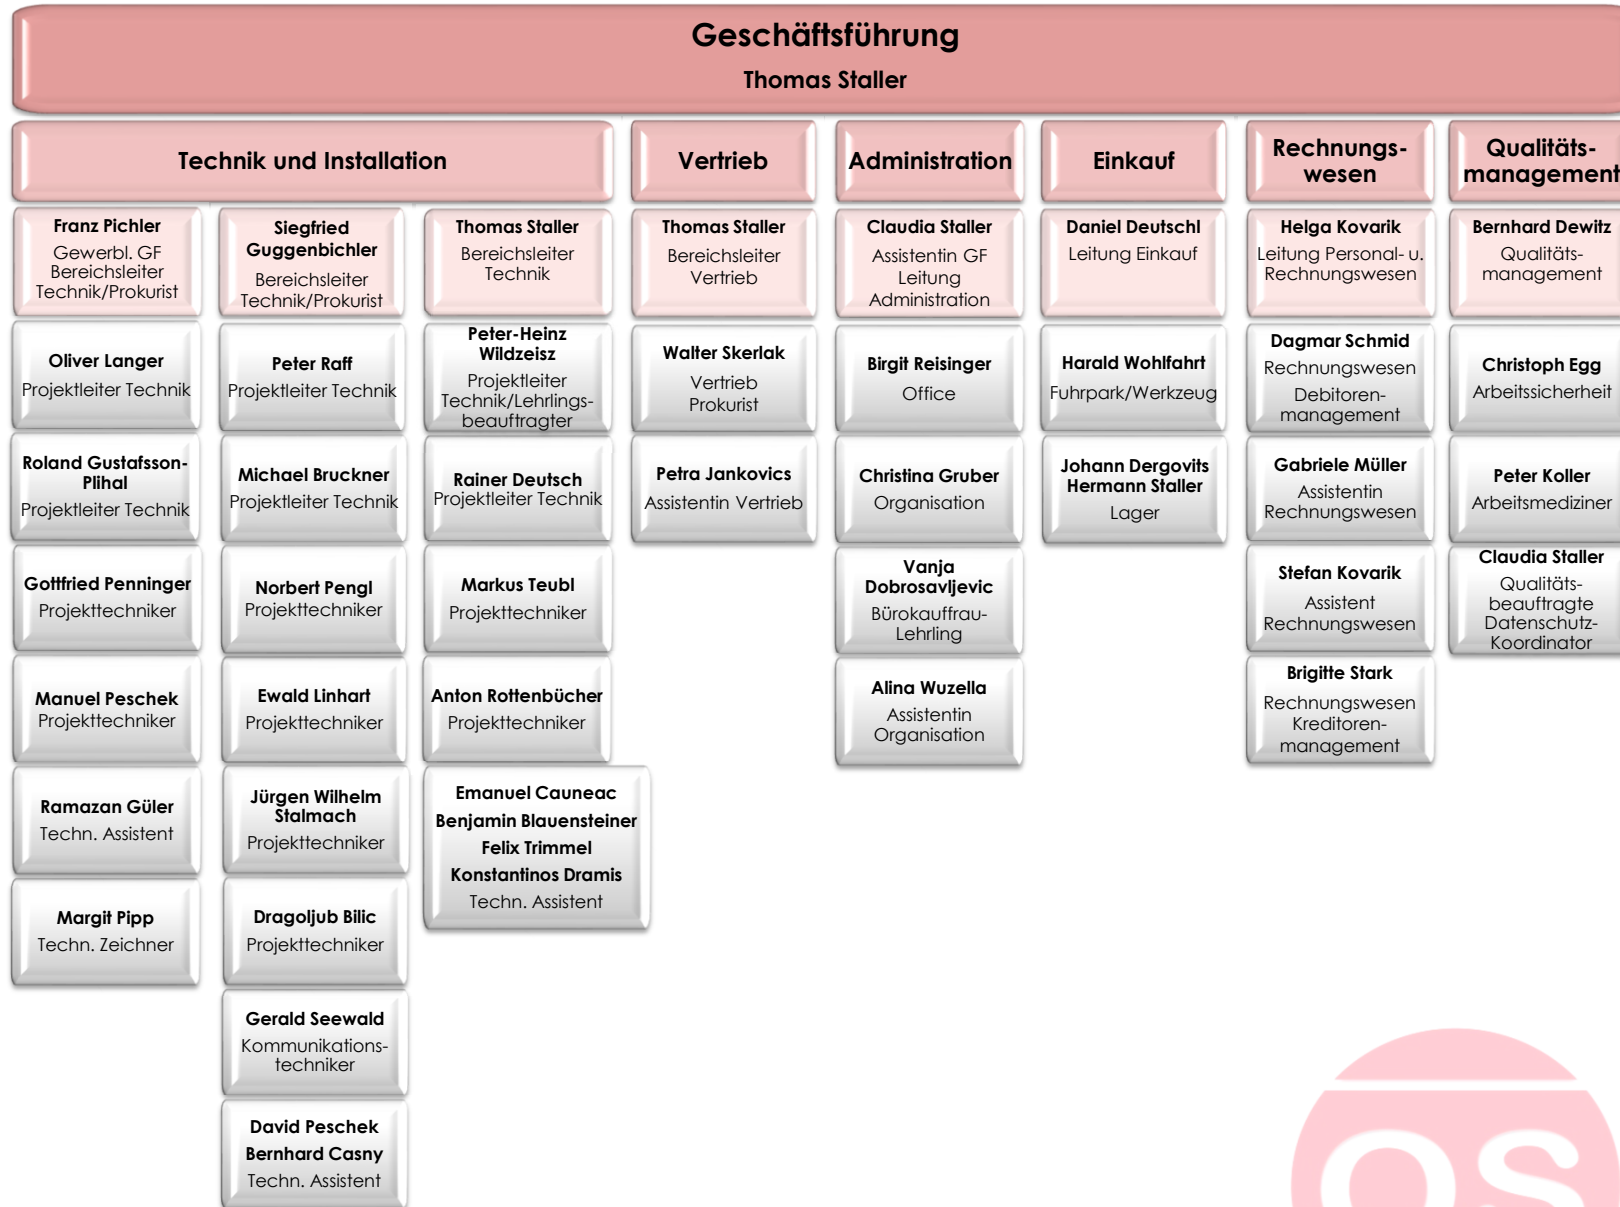 Geschäftsführung
Thomas Staller
Technik und Installation
Franz Pichler
Gewerbl. GF
Bereichsleiter
Technik/Prokurist
Oliver Langer
Projektleiter Technik
Roland Gustafsson-
Plihal
Projektleiter Technik
Gottfried Penninger
Projekttechniker
Manuel Peschek
Projekttechniker
Ramazan Güler
Techn. Assistent
Margit Pipp
Techn. Zeichner
Siegfried
Guggenbichler
Bereichsleiter
Technik/Prokurist
Peter Raff
Projektleiter Technik
Michael Bruckner
Projektleiter Technik
Norbert Pengl
Projekttechniker
Ewald Linhart
Projekttechniker
Jürgen Wilhelm
Stalmach
Projekttechniker
Dragoljub Bilic
Projekttechniker
Gerald Seewald
Kommunikations-
techniker
David Peschek
Bernhard Casny
Techn. Assistent
Thomas Staller
Bereichsleiter
Technik
Peter-Heinz
Wildzeisz
Projektleiter
Technik/Lehrlings-
beauftragter
Rainer Deutsch
Projektleiter Technik
Markus Teubl
Projekttechniker
Anton Rottenbücher
Projekttechniker
Emanuel Cauneac
Benjamin Blauensteiner
Felix Trimmel
Konstantinos Dramis
Techn. Assistent
Vertrieb
Thomas Staller
Bereichsleiter
Vertrieb
Walter Skerlak
Vertrieb
Prokurist
Petra Jankovics
Assistentin Vertrieb
Administration
Claudia Staller
Assistentin GF
Leitung
Administration
Birgit Reisinger
Office
Christina Gruber
Organisation
Vanja
Dobrosavljevic
Bürokauffrau-
Lehrling
Alina Wuzella
Assistentin
Organisation
Einkauf
Daniel Deutschl
Leitung Einkauf
Harald Wohlfahrt
Fuhrpark/Werkzeug
Johann Dergovits
Hermann Staller
Lager
Rechnungs-
wesen
Helga Kovarik
Leitung Personal- u.
Rechnungswesen
Dagmar Schmid
Rechnungswesen
Debitoren-
management
Gabriele Müller
Assistentin
Rechnungswesen
Stefan Kovarik
Assistent
Rechnungswesen
Brigitte Stark
Rechnungswesen
Kreditoren-
management
Qualitäts-
management
Bernhard Dewitz
Qualitäts-
management
Christoph Egg
Arbeitssicherheit
Peter Koller
Arbeitsmediziner
Claudia Staller
Qualitäts-
beauftragte
Datenschutz-
Koordinator
OS